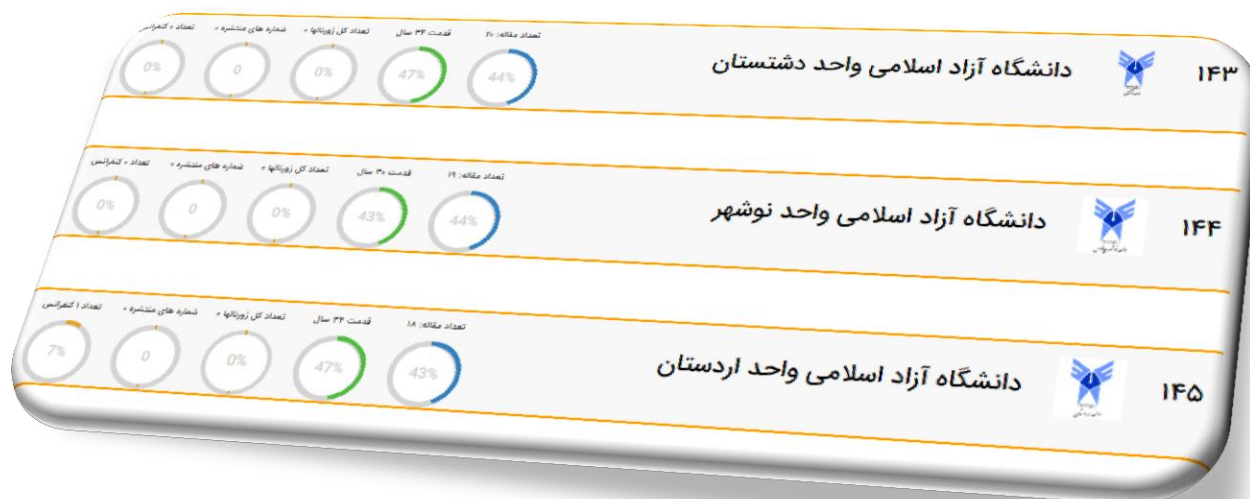 ۱۴۳
دانشگاه آزاد اسلامی واحد دشتستان
تعداد مقاله: ۲۰
44%
قدمت ۳۴ سال
47%
تعداد کل ژورنالها ۰
0%
شماره های منتشره ۰
0
تعداد ۰ کنفرانس
0%
۱۴۴
دانشگاه آزاد اسلامی واحد نوشهر
تعداد مقاله: ۱۹
44%
قدمت ۳۰ سال
43%
تعداد کل ژورنالها ۰
0%
شماره های منتشره ۰
0
تعداد ۰ کنفرانس
0%
۱۴۵
دانشگاه آزاد اسلامی واحد اردستان
تعداد مقاله: ۱۸
43%
قدمت ۳۴ سال
47%
تعداد کل ژورنالها ۰
0%
شماره های منتشره ۰
0
تعداد ۱ کنفرانس
7%